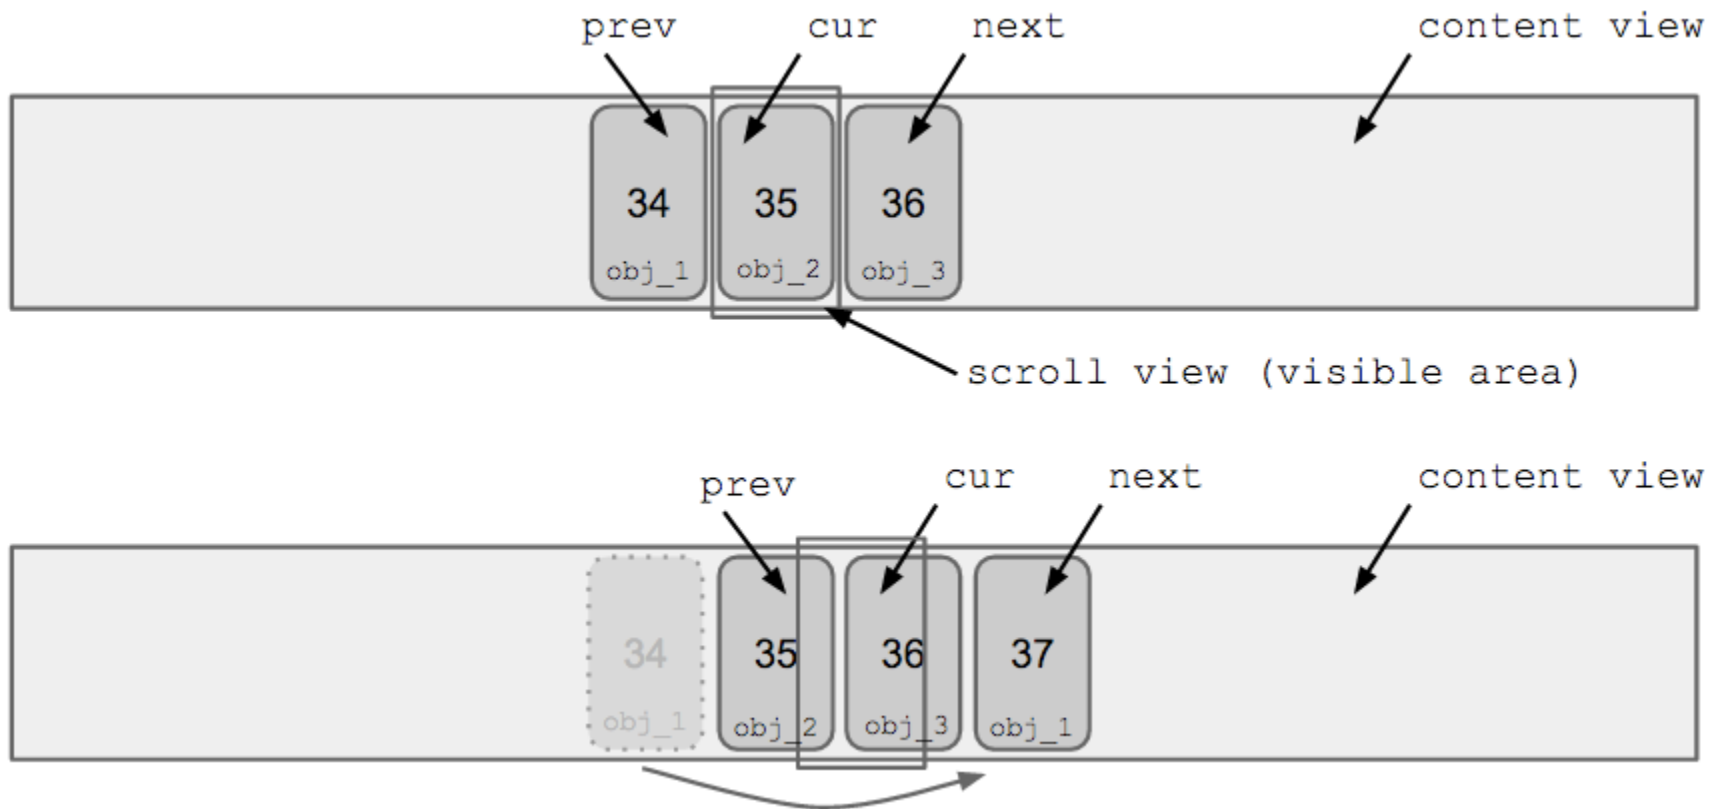 prev cur next content view
34 35 36
obj_1 obj_2 obj_3
scroll view (visible area)
prev cur next content view
34 35 36 37
obj_1 obj_2 obj_3 obj_1